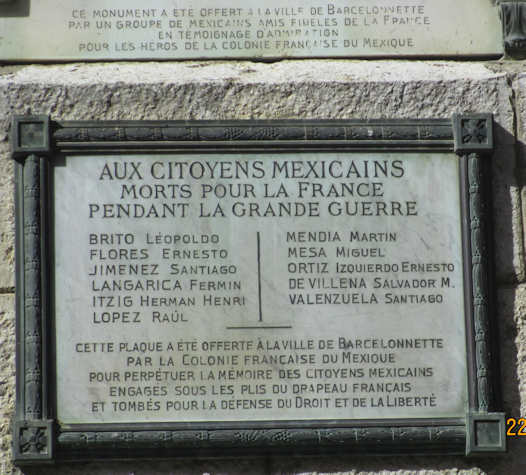 CE MONUMENT A ÉTÉ OFFERT À LA VILLE DE BARCELONNETTE
PAR UN GROUPE DE MEXICAINS AMIS FIDELES DE LA FRANCE
EN TÉMOIGNAGE D'ADMIRATION
POUR LES HÉROS DE LA COLONIE FRANÇAISE DU MEXIQUE
AUX CITOYENS MEXICAINS
MORTS POUR LA FRANCE
PENDANT LA GRANDE GUERRE
BRITO LÉOPOLDO
FLORES ERNESTO
JIMENEZ SANTIAGO
LANGARICA FERMIN
ITZIG HERMAN HENRI
LOPEZ RAÚL
MENDIA MARTIN
MESA MIGUEL
ORTIZ IZQUIERDO ERNESTO
DE VILLENA SALVADOR M.
VALENZUELA SANTIAGO
CETTE PLAQUE A ÉTÉ OFFERTE À LA VILLE DE BARCELONNETTE
PAR LA COLONIE FRANÇAISE DU MEXIQUE
POUR PERPÉTUER LA MÉMOIRE DES CITOYENS MEXICAINS
ENGAGES SOUS LES PLIS DU DRAPEAU FRANÇAIS
ET TOMBÉS POUR LA DÉFENSE DU DROIT ET DE LA LIBERTÉ
22